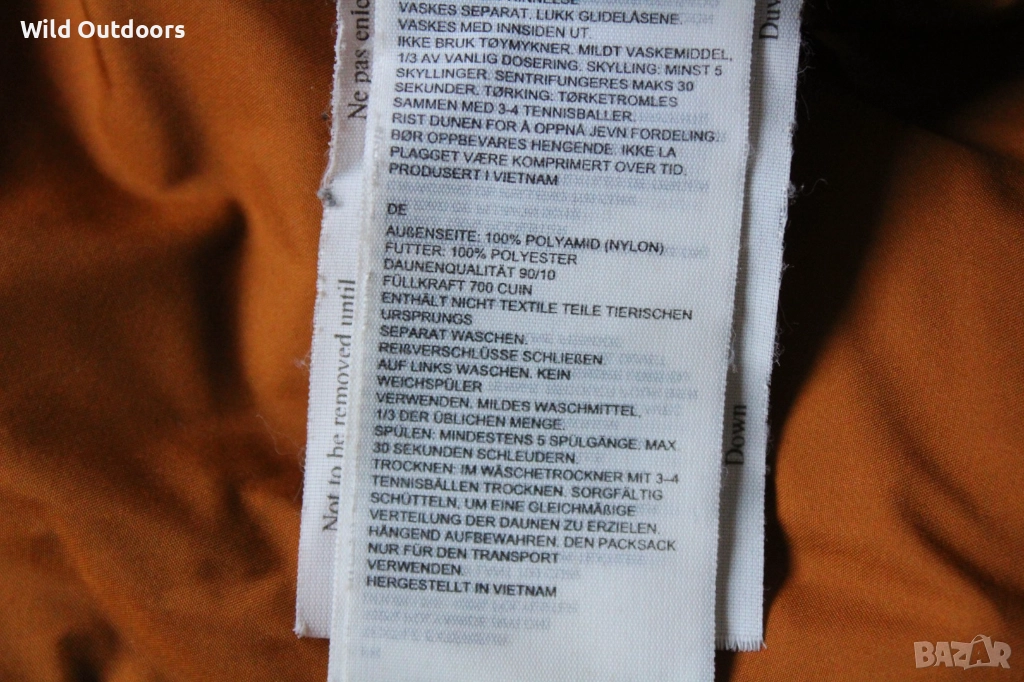 Wild Outdoors
VASKES SEPARAT. LUKK GLIDELÅSENE.
VASKES MED INNSIDEN UT.
IKKE BRUK TØYMYKNER. MILDT VASKEMIDDEL,
1/3 AV VANLIG DOSERING. SKYLLING: MINST 5
SKYLLINGER. SENTRIFUNGERES MAKS 30
SEKUNDER. TØRKING: TØRKETROMLES
SAMMEN MED 3-4 TENNISBALLER.
RIST DUNEN FOR Å OPPNÅ JEVN FORDELING.
BØR OPPBEVARES HENGENDE. IKKE LA
PLAGGET VÆRE KOMPRIMERT OVER TID.
PRODUSERT I VIETNAM
DE
AUßENSEITE: 100% POLYAMID (NYLON)
FUTTER: 100% POLYESTER
DAUNENQUALITÄT 90/10
FÜLLKRAFT 700 CUIN
ENTHÄLT NICHT TEXTILE TEILE TIERISCHEN
URSPRUNGS
SEPARAT WASCHEN.
REIßVERSCHLÜSSE SCHLIEßEN.
AUF LINKS WASCHEN. KEIN
WEICHSPÜLER
VERWENDEN. MILDES WASCHMITTEL,
1/3 DER ÜBLICHEN MENGE.
SPÜLEN: MINDESTENS 5 SPÜLGÄNGE. MAX
30 SEKUNDEN SCHLEUDERN.
TROCKNEN: IM WÄSCHETROCKNER MIT 3-4
TENNISBÄLLEN TROCKNEN. SORGFÄLTIG
SCHÜTTELN, UM EINE GLEICHMÄßIGE
VERTEILUNG DER DAUNEN ZU ERZIELEN.
HÄNGEND AUFBEWAHREN. DEN PACKSACK
NUR FÜR DEN TRANSPORT
VERWENDEN.
HERGESTELLT IN VIETNAM
Ne pas
Not to be removed until
Down
BAZAR